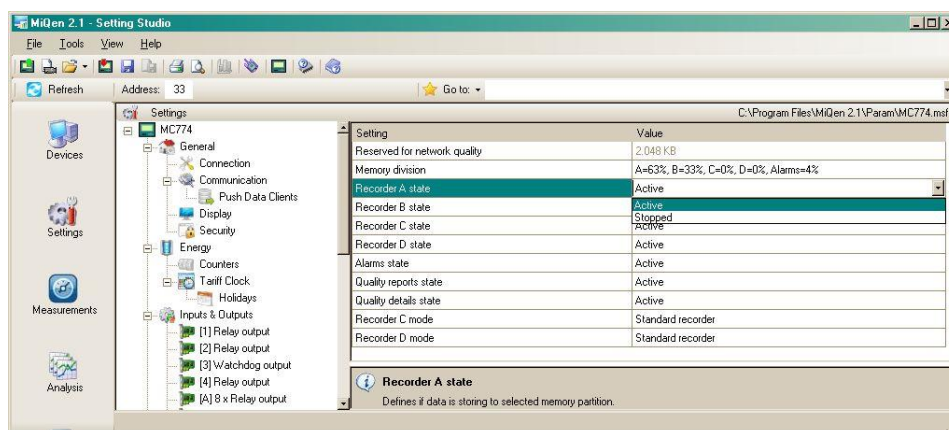 MiQen 2.1 - Setting Studio
File Tools View Help
Refresh Address: 33 Go to:
Settings C:\Program Files\MiQen 2.1\Param\MC774.msf
Devices
Settings
Measurements
Analysis
MC774
General
Connection
Communication
Push Data Clients
Display
Security
Energy
Counters
Tariff Clock
Holidays
Inputs & Outputs
[1] Relay output
[2] Relay output
[3] Watchdog output
[4] Relay output
[A] 8 x Relay output
Setting Value
Reserved for network quality 2.048 KB
Memory division A=63%, B=33%, C=0%, D=0%, Alarms=4%
Recorder A state Active
Recorder B state Active
Stopped
Recorder C state Active
Recorder D state Active
Alarms state Active
Quality reports state Active
Quality details state Active
Recorder C mode Standard recorder
Recorder D mode Standard recorder
Recorder A state
Defines if data is storing to selected memory partition.